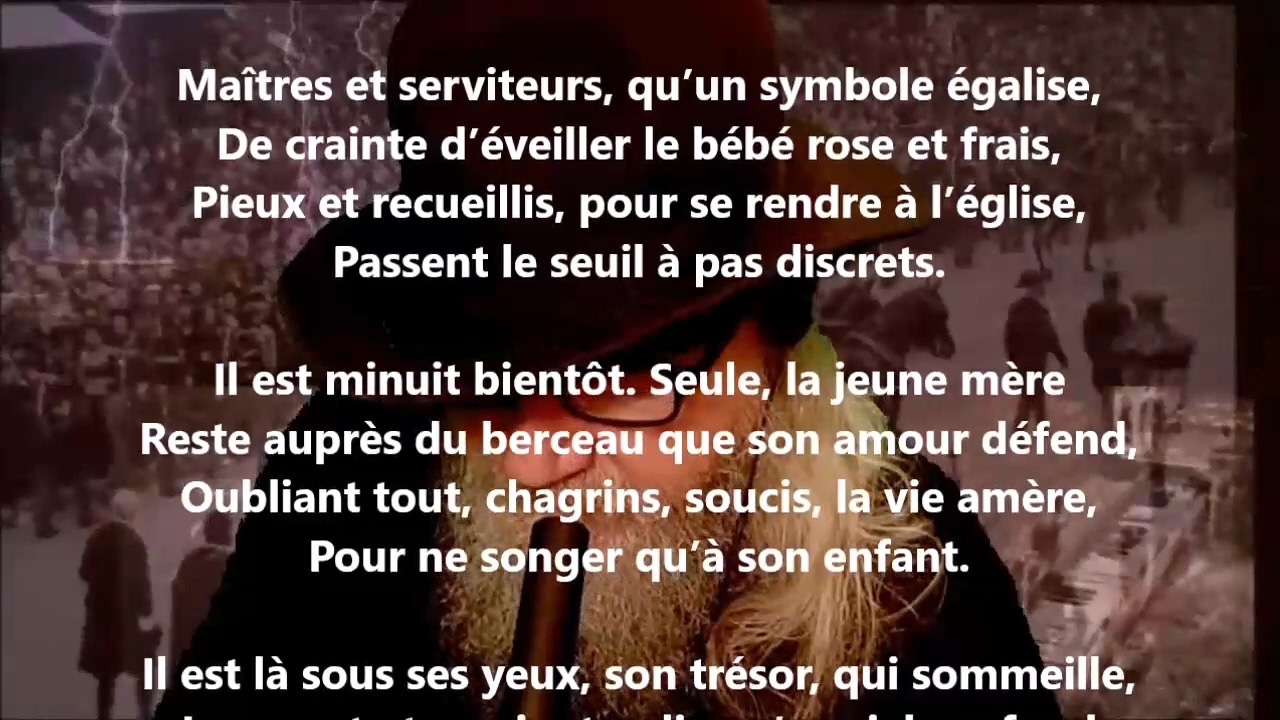 Maîtres et serviteurs, qu’un symbole égalise,
De crainte d’éveiller le bébé rose et frais,
Pieux et recueillis, pour se rendre à l’église,
Passent le seuil à pas discrets.
Il est minuit bientôt. Seule, la jeune mère
Reste auprès du berceau que son amour défend,
Oubliant tout, chagrins, soucis, la vie amère,
Pour ne songer qu’à son enfant.
Il est là sous ses yeux, son trésor, qui sommeille,